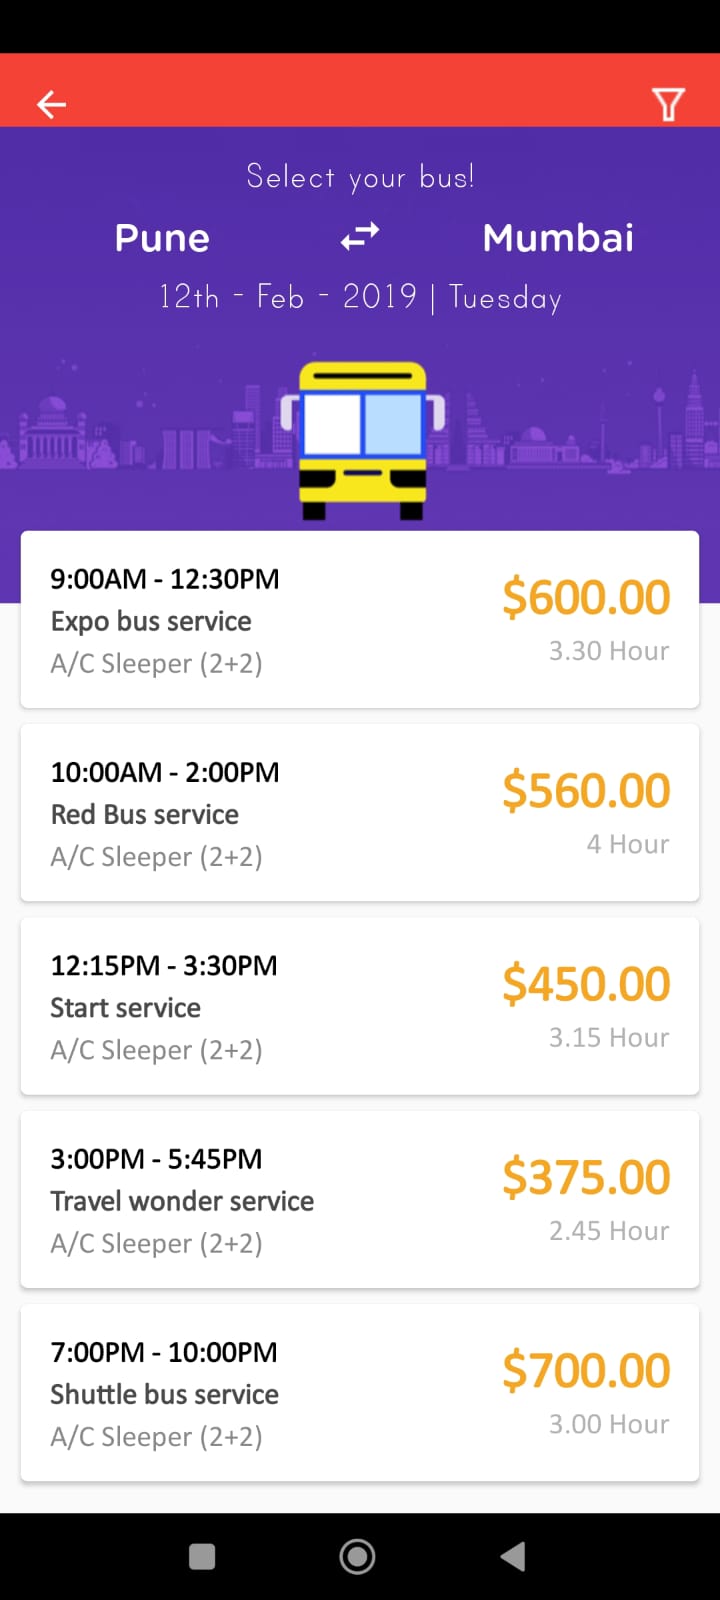 Select your bus!
Pune Mumbai
12th - Feb - 2019 | Tuesday
9:00AM - 12:30PM
$600.00
Expo bus service
3.30 Hour
A/C Sleeper (2+2)
10:00AM - 2:00PM
$560.00
Red Bus service
4 Hour
A/C Sleeper (2+2)
12:15PM - 3:30PM
$450.00
Start service
3.15 Hour
A/C Sleeper (2+2)
3:00PM - 5:45PM
$375.00
Travel wonder service
2.45 Hour
A/C Sleeper (2+2)
7:00PM - 10:00PM
$700.00
Shuttle bus service
3.00 Hour
A/C Sleeper (2+2)